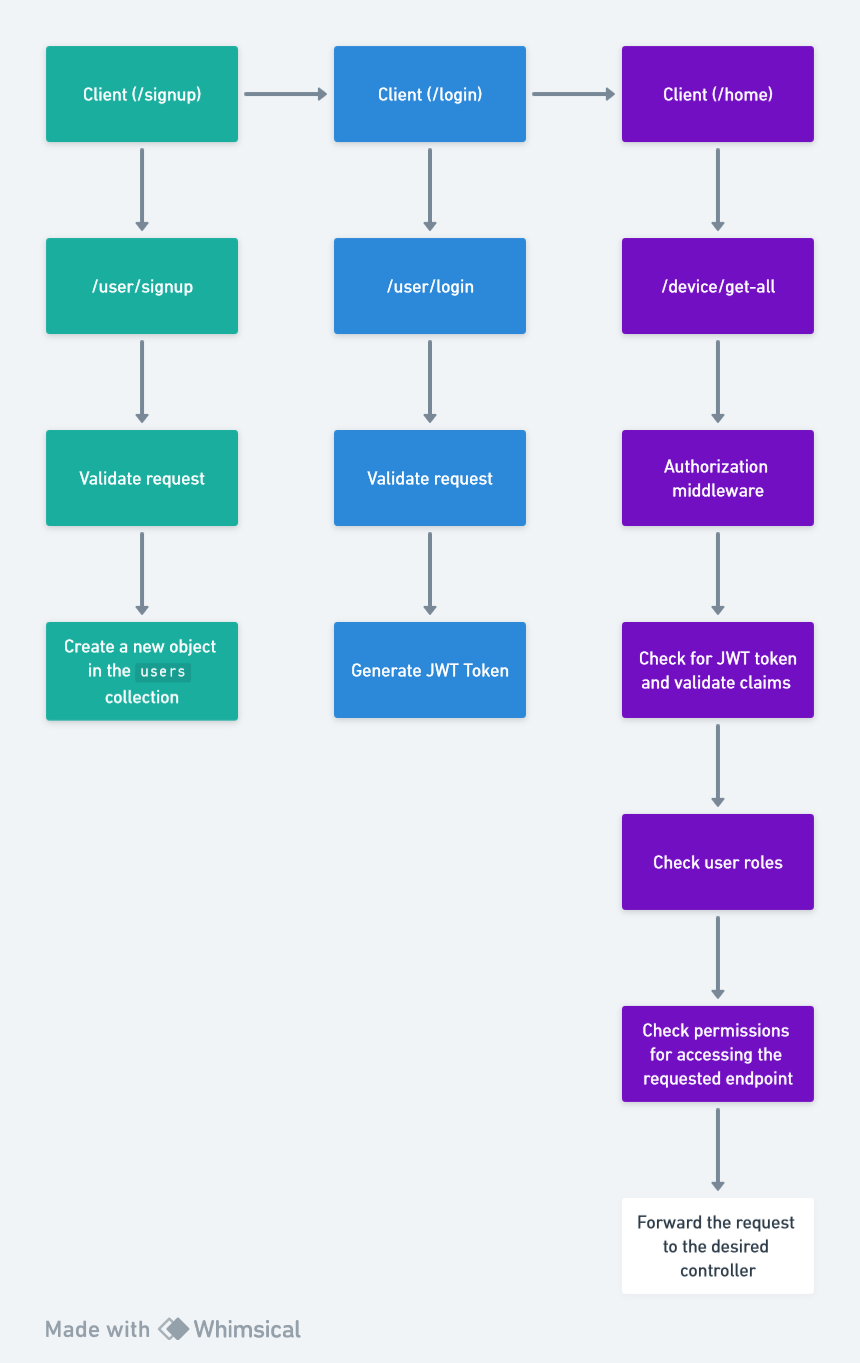 Client (/signup)
Client (/login)
Client (/home)
/user/signup
/user/login
/device/get-all
Validate request
Validate request
Authorization
middleware
Create a new object
in the users
collection
Generate JWT Token
Check for JWT token
and validate claims
Check user roles
Check permissions
for accessing the
requested endpoint
Forward the request
to the desired
controller
Made with Whimsical